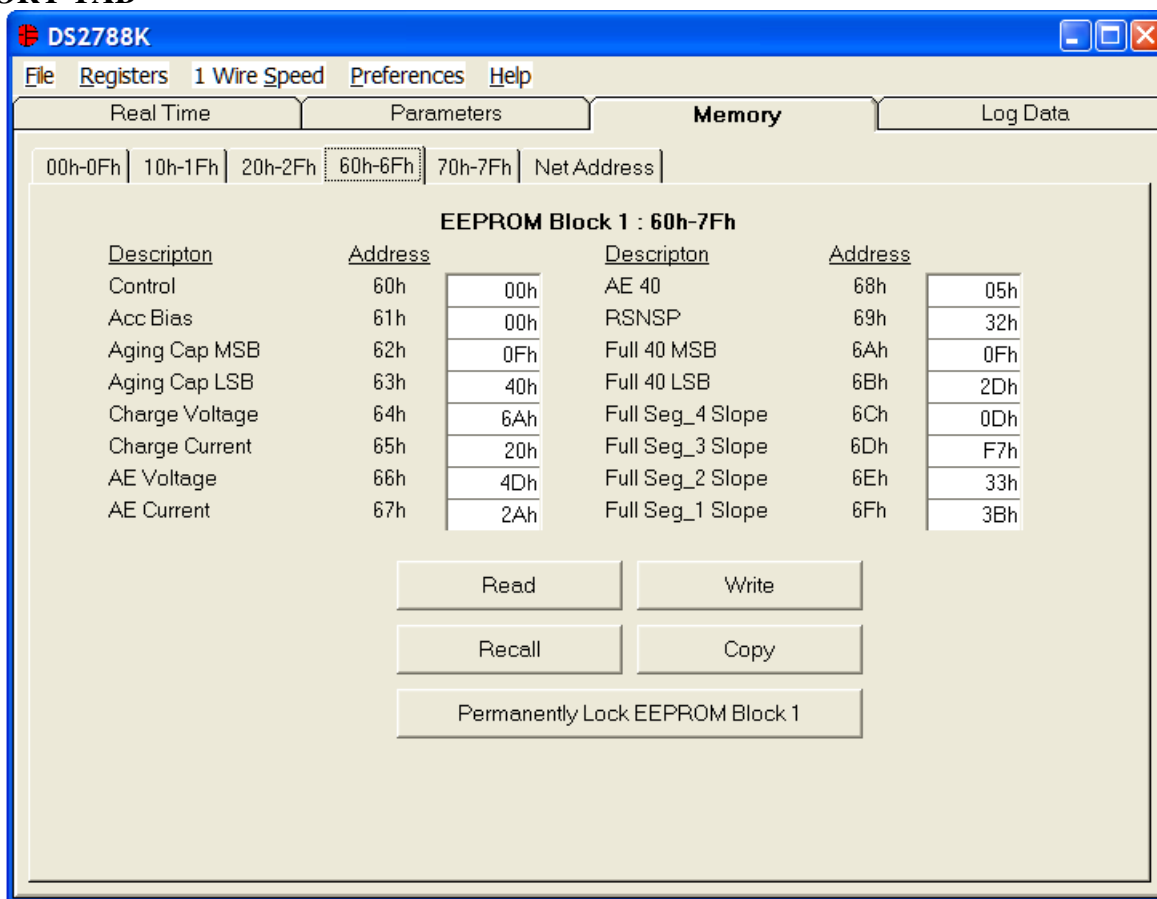 DS2788K
File Registers 1 Wire Speed Preferences Help
Real Time Parameters Memory Log Data
00h-0Fh 10h-1Fh 20h-2Fh 60h-6Fh 70h-7Fh Net Address
EEPROM Block 1 : 60h-7Fh
Descripton Address Descripton Address
Control 60h 00h AE 40 68h 05h
Acc Bias 61h 00h RSNSP 69h 32h
Aging Cap MSB 62h 0Fh Full 40 MSB 6Ah 0Fh
Aging Cap LSB 63h 40h Full 40 LSB 6Bh 2Dh
Charge Voltage 64h 6Ah Full Seg_4 Slope 6Ch 0Dh
Charge Current 65h 20h Full Seg_3 Slope 6Dh F7h
AE Voltage 66h 4Dh Full Seg_2 Slope 6Eh 33h
AE Current 67h 2Ah Full Seg_1 Slope 6Fh 3Bh
Read Write
Recall Copy
Permanently Lock EEPROM Block 1